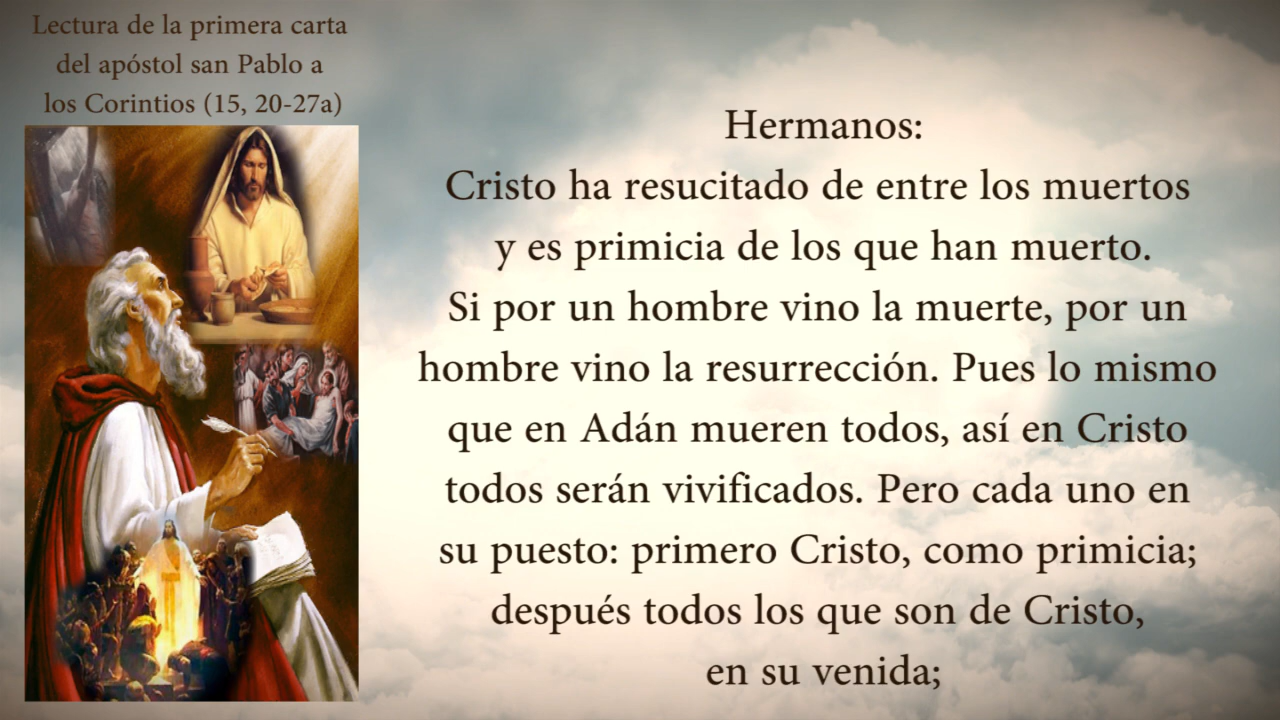 Lectura de la primera carta
del apóstol san Pablo a
los Corintios (15, 20-27a)
Hermanos:
Cristo ha resucitado de entre los muertos
y es primicia de los que han muerto.
Si por un hombre vino la muerte, por un
hombre vino la resurrección. Pues lo mismo
que en Adán mueren todos, así en Cristo
todos serán vivificados. Pero cada uno en
su puesto: primero Cristo, como primicia;
después todos los que son de Cristo,
en su venida;